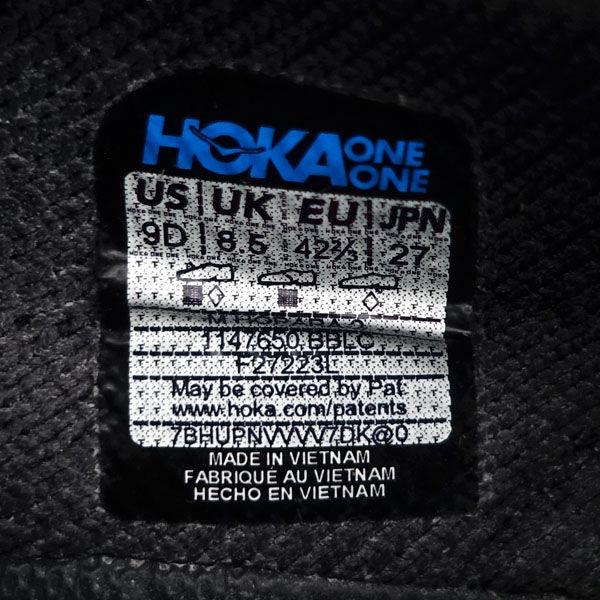 HOKA ONE ONE
US | UK | EU | JPN
9D | 8.5 | 42⅔ | 27
1147650 BBLC
F27223L
May be covered by Pat.
www.hoka.com/patents
7BHUPNVVVV7DK@0
MADE IN VIETNAM
FABRIQUÉ AU VIETNAM
HECHO EN VIETNAM